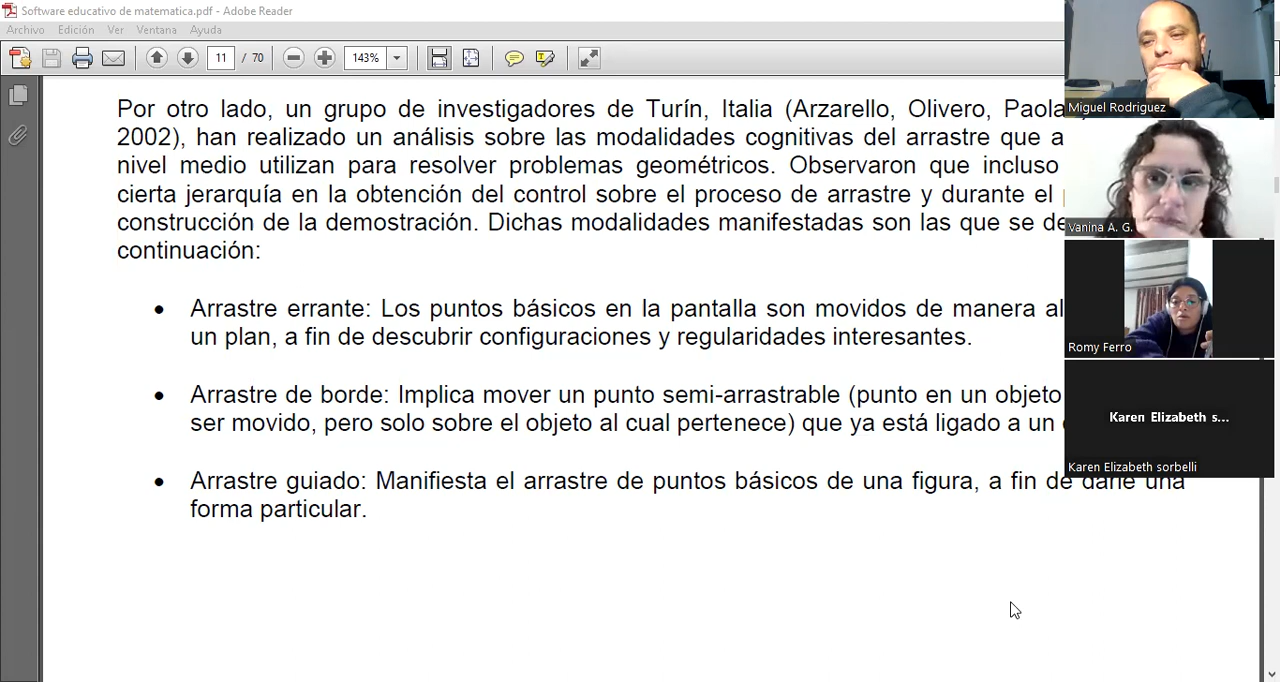 Software educativo de matematica.pdf - Adobe Reader
Archivo Edición Ver Ventana Ayuda
11 / 70 143%
Por otro lado, un grupo de investigadores de Turín, Italia (Arzarello, Olivero, Paola
2002), han realizado un análisis sobre las modalidades cognitivas del arrastre que
nivel medio utilizan para resolver problemas geométricos. Observaron que incluso
cierta jerarquía en la obtención del control sobre el proceso de arrastre y durante el
construcción de la demostración. Dichas modalidades manifestadas son las que se
continuación:
• Arrastre errante: Los puntos básicos en la pantalla son movidos de manera
un plan, a fin de descubrir configuraciones y regularidades interesantes.
• Arrastre de borde: Implica mover un punto semi-arrastrable (punto en un objeto
ser movido, pero solo sobre el objeto al cual pertenece) que ya está ligado a un
• Arrastre guiado: Manifiesta el arrastre de puntos básicos de una figura, a fin de darle una
forma particular.
Miguel Rodriguez
Vanina A. G.
Romy Ferro
Karen Elizabeth s...
Karen Elizabeth sorbelli